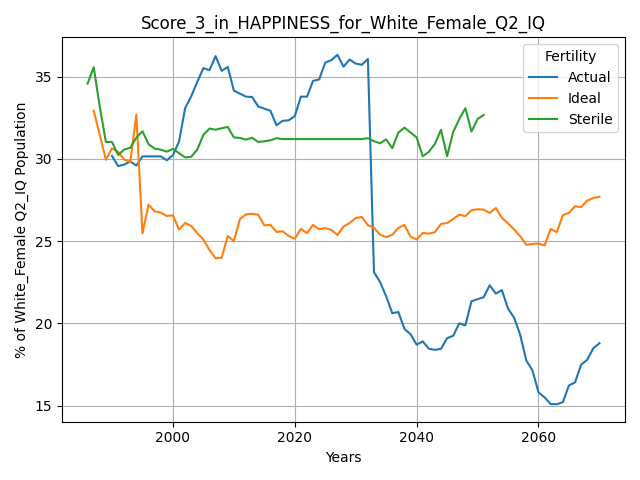 Score_3_in_HAPPINESS_for_White_Female_Q2_IQ
% of White_Female Q2_IQ Population
35
30
25
20
15
Fertility
Actual
Ideal
Sterile
2000
2020
2040
2060
Years